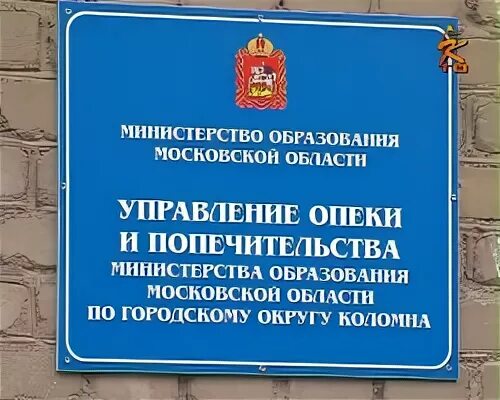 МИНИСТЕРСТВО ОБРАЗОВАНИЯ
МОСКОВСКОЙ ОБЛАСТИ
УПРАВЛЕНИЕ ОПЕКИ
И ПОПЕЧИТЕЛЬСТВА
МИНИСТЕРСТВА ОБРАЗОВАНИЯ
МОСКОВСКОЙ ОБЛАСТИ
ПО ГОРОДСКОМУ ОКРУГУ КОЛОМНА